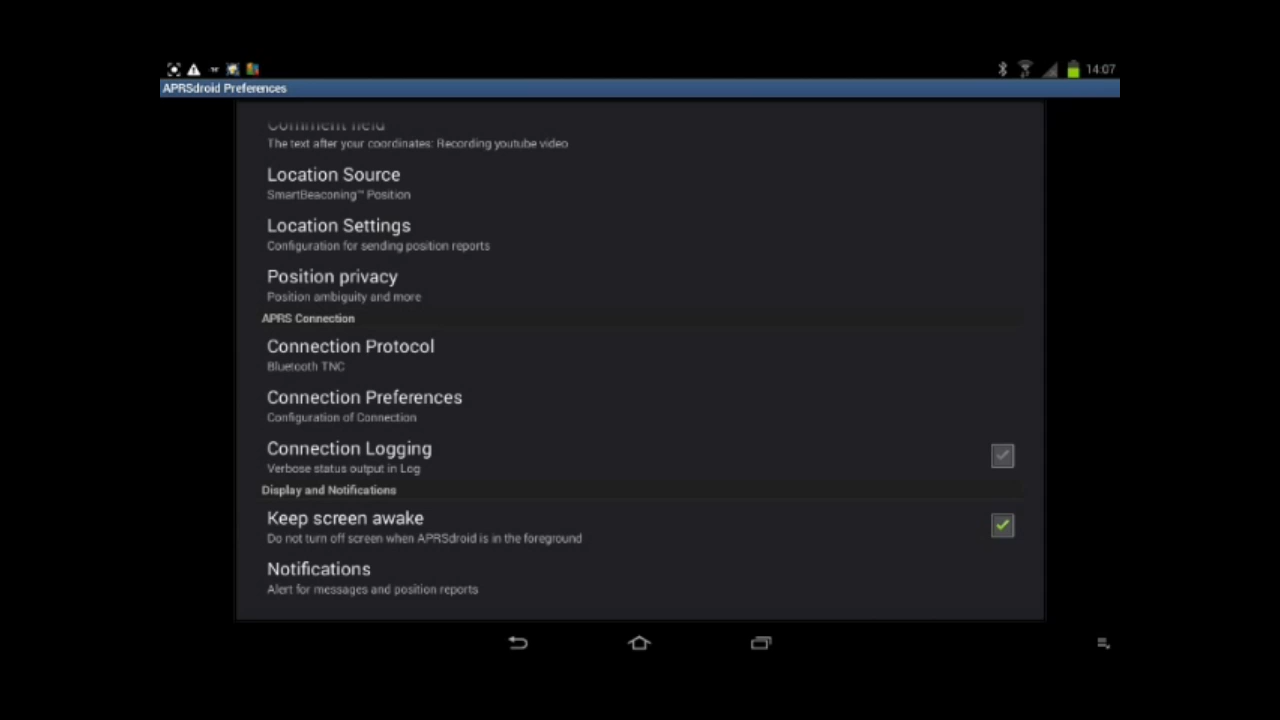 14:07
APRSdroid Preferences
Comment field
The text after your coordinates: Recording youtube video
Location Source
SmartBeaconing™ Position
Location Settings
Configuration for sending position reports
Position privacy
Position ambiguity and more
APRS Connection
Connection Protocol
Bluetooth TNC
Connection Preferences
Configuration of Connection
Connection Logging
Verbose status output in Log
Display and Notifications
Keep screen awake
Do not turn off screen when APRSdroid is in the foreground
Notifications
Alert for messages and position reports